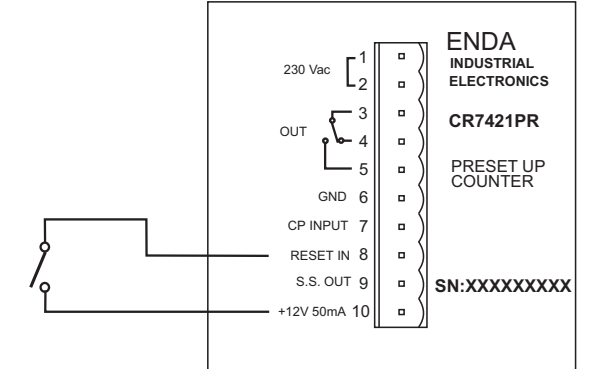 ENDA
INDUSTRIAL
ELECTRONICS
CR7421PR
PRESET UP
COUNTER
SN:XXXXXXXXX
230 Vac
1
2
OUT
3
4
5
GND 6
CP INPUT 7
RESET IN 8
S.S. OUT 9
+12V 50mA 10